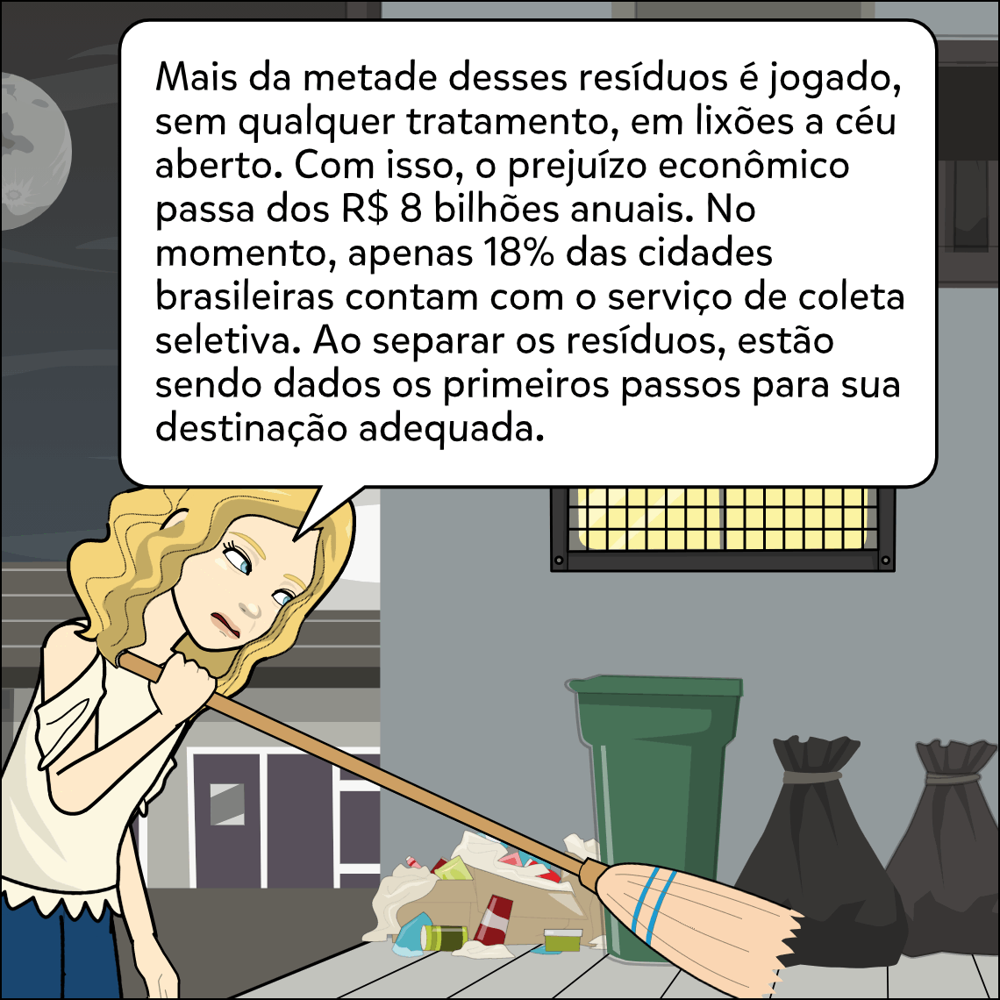 Mais da metade desses resíduos é jogado,
sem qualquer tratamento, em lixões a céu
aberto. Com isso, o prejuízo econômico
passa dos R$ 8 bilhões anuais. No
momento, apenas 18% das cidades
brasileiras contam com o serviço de coleta
seletiva. Ao separar os resíduos, estão
sendo dados os primeiros passos para sua
destinação adequada.